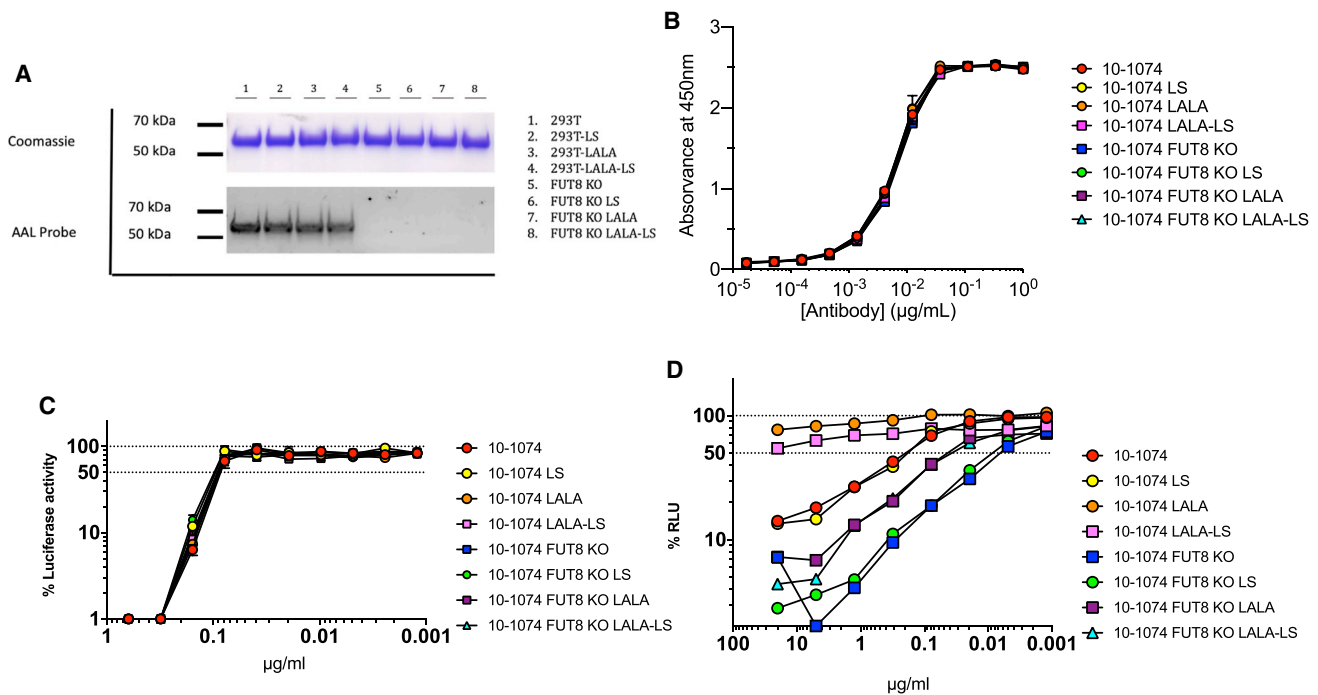 A
1 2 3 4 5 6 7 8
Coomassie
70 kDa
50 kDa
AAL Probe
70 kDa
50 kDa
1. 293T
2. 293T-LS
3. 293T-LALA
4. 293T-LALA-LS
5. FUT8 KO
6. FUT8 KO LS
7. FUT8 KO LALA
8. FUT8 KO LALA-LS
B
Absorvance at 450nm
3
2
1
0
10-5 10-4 10-3 10-2 10-1 100
[Antibody] (µg/mL)
10-1074
10-1074 LS
10-1074 LALA
10-1074 LALA-LS
10-1074 FUT8 KO
10-1074 FUT8 KO LS
10-1074 FUT8 KO LALA
10-1074 FUT8 KO LALA-LS
C
% Luciferase activity
100
50
10
1
1 0.1 0.01 0.001
µg/ml
10-1074
10-1074 LS
10-1074 LALA
10-1074 LALA-LS
10-1074 FUT8 KO
10-1074 FUT8 KO LS
10-1074 FUT8 KO LALA
10-1074 FUT8 KO LALA-LS
D
% RLU
100
50
10
100 10 1 0.1 0.01 0.001
µg/ml
10-1074
10-1074 LS
10-1074 LALA
10-1074 LALA-LS
10-1074 FUT8 KO
10-1074 FUT8 KO LS
10-1074 FUT8 KO LALA
10-1074 FUT8 KO LALA-LS